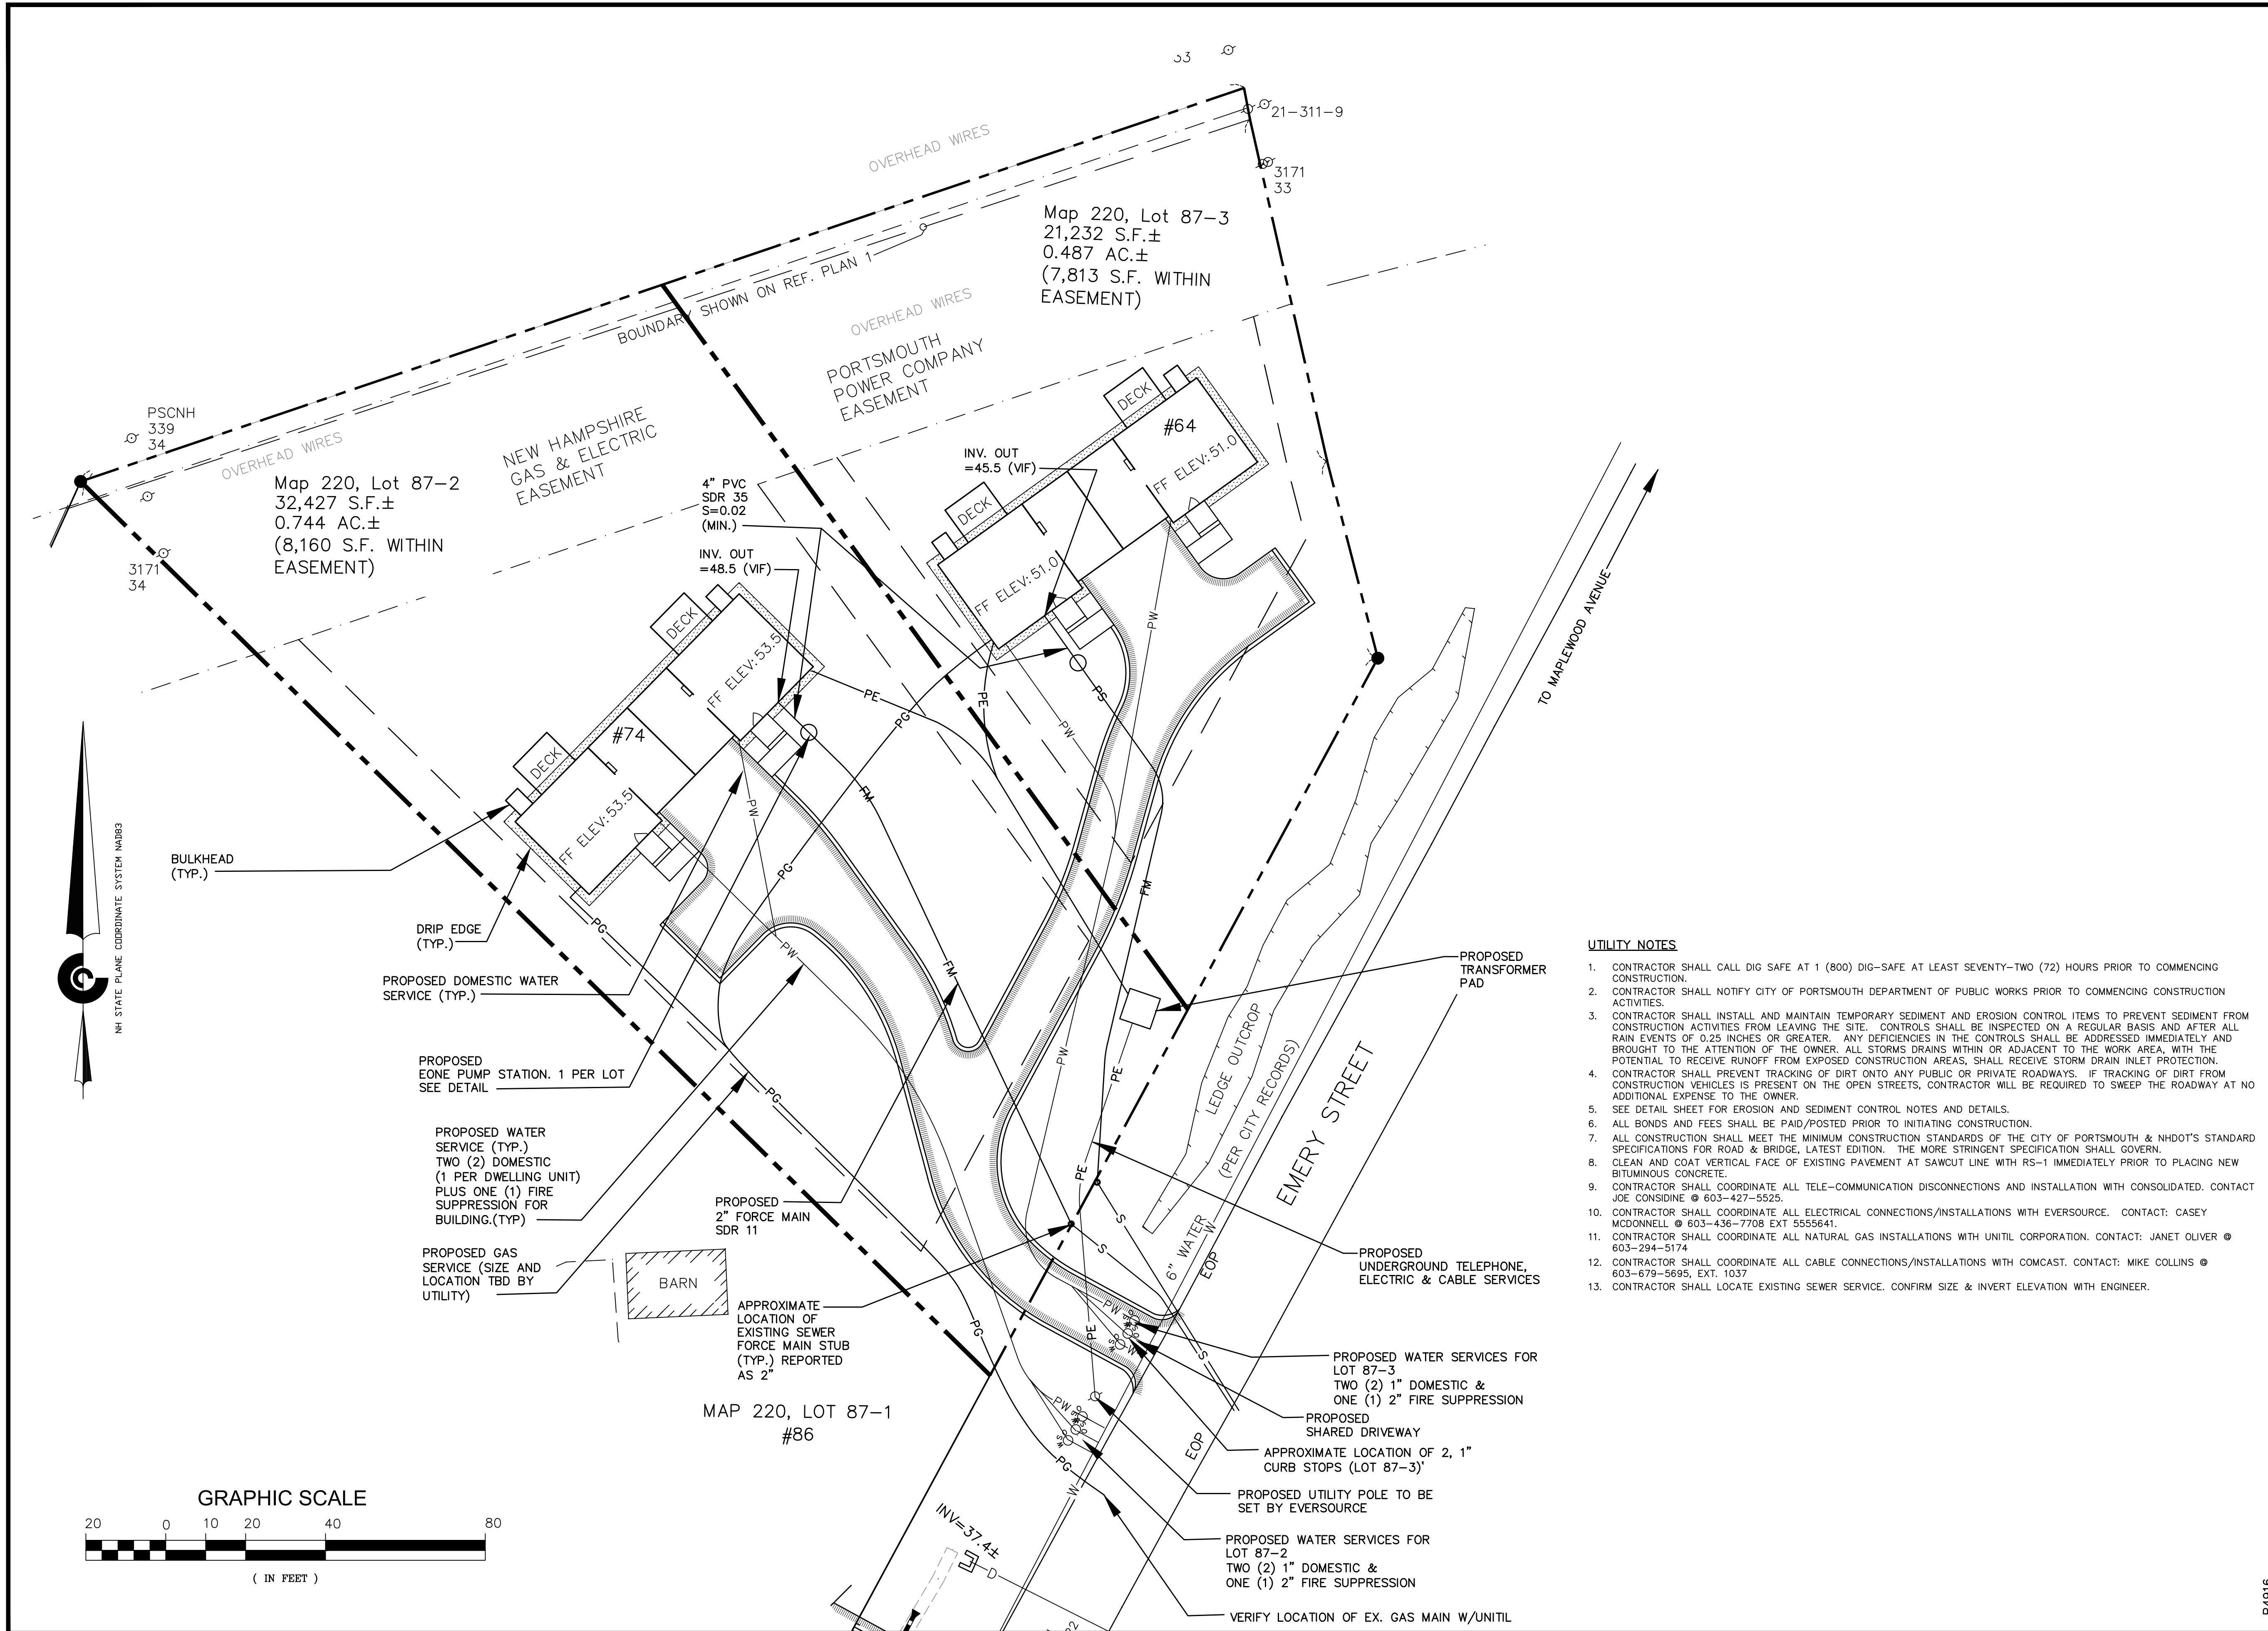 33
21-311-9
3171
33
OVERHEAD WIRES
Map 220, Lot 87-3
21,232 S.F.±
0.487 AC.±
(7,813 S.F. WITHIN
EASEMENT)
BOUNDARY SHOWN ON REF. PLAN 1
OVERHEAD WIRES
PORTSMOUTH
POWER COMPANY
EASEMENT
NEW HAMPSHIRE
GAS & ELECTRIC
EASEMENT
PSCNH
339
34
OVERHEAD WIRES
Map 220, Lot 87-2
32,427 S.F.±
0.744 AC.±
(8,160 S.F. WITHIN
EASEMENT)
3171
34
DECK
#64
FF ELEV: 51.0
INV. OUT
=45.5 (VIF)
DECK
FF ELEV: 51.0
4" PVC
SDR 35
S=0.02
(MIN.)
INV. OUT
=48.5 (VIF)
DECK
FF ELEV: 53.5
#74
DECK
FF ELEV: 53.5
PE
PG
PE
PS
PW
PW
FM
PW
PG
PG
PW
FM
FM
PW
PE
PE
PG
PG
PG
PE
PW
PW
S
S
S
S
W
W
W
D
TO MAPLEWOOD AVENUE
NH STATE PLANE COORDINATE SYSTEM NAD83
BULKHEAD
(TYP.)
DRIP EDGE
(TYP.)
PROPOSED DOMESTIC WATER
SERVICE (TYP.)
PROPOSED
EONE PUMP STATION. 1 PER LOT
SEE DETAIL
PROPOSED WATER
SERVICE (TYP.)
TWO (2) DOMESTIC
(1 PER DWELLING UNIT)
PLUS ONE (1) FIRE
SUPPRESSION FOR
BUILDING.(TYP)
PROPOSED GAS
SERVICE (SIZE AND
LOCATION TBD BY
UTILITY)
BARN
PROPOSED
2" FORCE MAIN
SDR 11
APPROXIMATE
LOCATION OF
EXISTING SEWER
FORCE MAIN STUB
(TYP.) REPORTED
AS 2"
MAP 220, LOT 87-1
#86
PROPOSED
TRANSFORMER
PAD
LEDGE OUTCROP
(PER CITY RECORDS)
6" WATER
EMERY STREET
EOP
EOP
PROPOSED
UNDERGROUND TELEPHONE,
ELECTRIC & CABLE SERVICES
PROPOSED WATER SERVICES FOR
LOT 87-3
TWO (2) 1" DOMESTIC &
ONE (1) 2" FIRE SUPPRESSION
PROPOSED
SHARED DRIVEWAY
APPROXIMATE LOCATION OF 2, 1"
CURB STOPS (LOT 87-3)'
PROPOSED UTILITY POLE TO BE
SET BY EVERSOURCE
PROPOSED WATER SERVICES FOR
LOT 87-2
TWO (2) 1" DOMESTIC &
ONE (1) 2" FIRE SUPPRESSION
VERIFY LOCATION OF EX. GAS MAIN W/UNITIL
INV=37.4±
GRAPHIC SCALE
20 0 10 20 40 80
( IN FEET )
UTILITY NOTES
1. CONTRACTOR SHALL CALL DIG SAFE AT 1 (800) DIG-SAFE AT LEAST SEVENTY-TWO (72) HOURS PRIOR TO COMMENCING
CONSTRUCTION.
2. CONTRACTOR SHALL NOTIFY CITY OF PORTSMOUTH DEPARTMENT OF PUBLIC WORKS PRIOR TO COMMENCING CONSTRUCTION
ACTIVITIES.
3. CONTRACTOR SHALL INSTALL AND MAINTAIN TEMPORARY SEDIMENT AND EROSION CONTROL ITEMS TO PREVENT SEDIMENT FROM
CONSTRUCTION ACTIVITIES FROM LEAVING THE SITE. CONTROLS SHALL BE INSPECTED ON A REGULAR BASIS AND AFTER ALL
RAIN EVENTS OF 0.25 INCHES OR GREATER. ANY DEFICIENCIES IN THE CONTROLS SHALL BE ADDRESSED IMMEDIATELY AND
BROUGHT TO THE ATTENTION OF THE OWNER. ALL STORMS DRAINS WITHIN OR ADJACENT TO THE WORK AREA, WITH THE
POTENTIAL TO RECEIVE RUNOFF FROM EXPOSED CONSTRUCTION AREAS, SHALL RECEIVE STORM DRAIN INLET PROTECTION.
4. CONTRACTOR SHALL PREVENT TRACKING OF DIRT ONTO ANY PUBLIC OR PRIVATE ROADWAYS. IF TRACKING OF DIRT FROM
CONSTRUCTION VEHICLES IS PRESENT ON THE OPEN STREETS, CONTRACTOR WILL BE REQUIRED TO SWEEP THE ROADWAY AT NO
ADDITIONAL EXPENSE TO THE OWNER.
5. SEE DETAIL SHEET FOR EROSION AND SEDIMENT CONTROL NOTES AND DETAILS.
6. ALL BONDS AND FEES SHALL BE PAID/POSTED PRIOR TO INITIATING CONSTRUCTION.
7. ALL CONSTRUCTION SHALL MEET THE MINIMUM CONSTRUCTION STANDARDS OF THE CITY OF PORTSMOUTH & NHDOT'S STANDARD
SPECIFICATIONS FOR ROAD & BRIDGE, LATEST EDITION. THE MORE STRINGENT SPECIFICATION SHALL GOVERN.
8. CLEAN AND COAT VERTICAL FACE OF EXISTING PAVEMENT AT SAWCUT LINE WITH RS-1 IMMEDIATELY PRIOR TO PLACING NEW
BITUMINOUS CONCRETE.
9. CONTRACTOR SHALL COORDINATE ALL TELE-COMMUNICATION DISCONNECTIONS AND INSTALLATION WITH CONSOLIDATED. CONTACT
JOE CONSIDINE @ 603-427-5525.
10. CONTRACTOR SHALL COORDINATE ALL ELECTRICAL CONNECTIONS/INSTALLATIONS WITH EVERSOURCE. CONTACT: CASEY
MCDONNELL @ 603-436-7708 EXT 5555641.
11. CONTRACTOR SHALL COORDINATE ALL NATURAL GAS INSTALLATIONS WITH UNITIL CORPORATION. CONTACT: JANET OLIVER @
603-294-5174
12. CONTRACTOR SHALL COORDINATE ALL CABLE CONNECTIONS/INSTALLATIONS WITH COMCAST. CONTACT: MIKE COLLINS @
603-679-5695, EXT. 1037
13. CONTRACTOR SHALL LOCATE EXISTING SEWER SERVICE. CONFIRM SIZE & INVERT ELEVATION WITH ENGINEER.